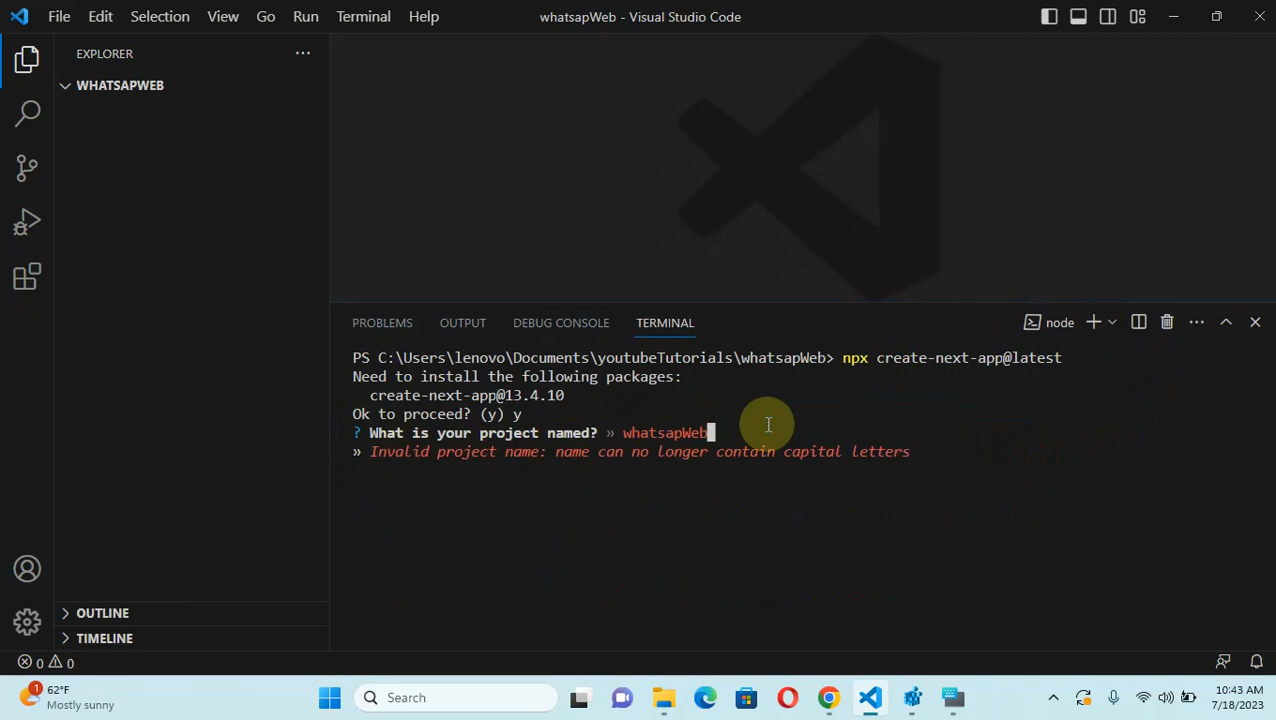 File Edit Selection View Go Run Terminal Help
whatsapWeb - Visual Studio Code
EXPLORER
WHATSAPWEB
PROBLEMS OUTPUT DEBUG CONSOLE TERMINAL
node
PS C:\Users\lenovo\Documents\youtubeTutorials\whatsapWeb> npx create-next-app@latest
Need to install the following packages:
create-next-app@13.4.10
Ok to proceed? (y) y
? What is your project named? » whatsapWeb
» Invalid project name: name can no longer contain capital letters
OUTLINE
TIMELINE
0 0
1
62°F
Mostly sunny
Search
10:43 AM
7/18/2023